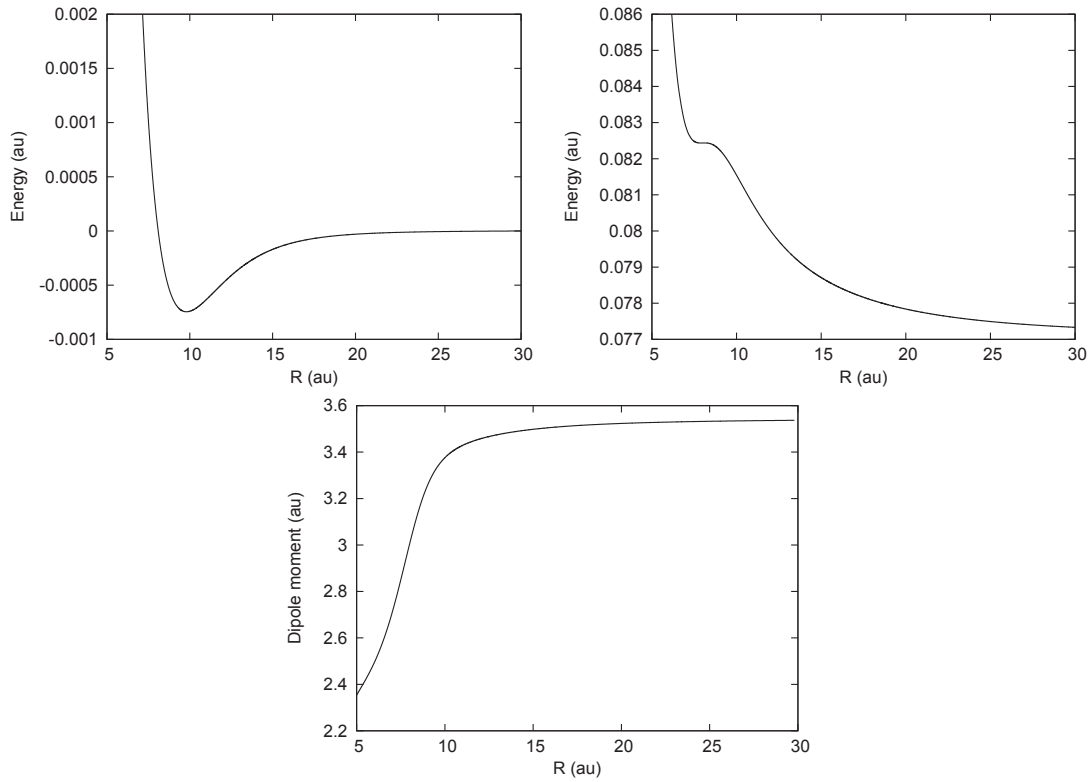 0.002
0.0015
0.001
0.0005
0
-0.0005
-0.001
Energy (au)
5 10 15 20 25 30
R (au)
0.086
0.085
0.084
0.083
0.082
0.081
0.08
0.079
0.078
0.077
Energy (au)
5 10 15 20 25 30
R (au)
3.6
3.4
3.2
3
2.8
2.6
2.4
2.2
Dipole moment (au)
5 10 15 20 25 30
R (au)